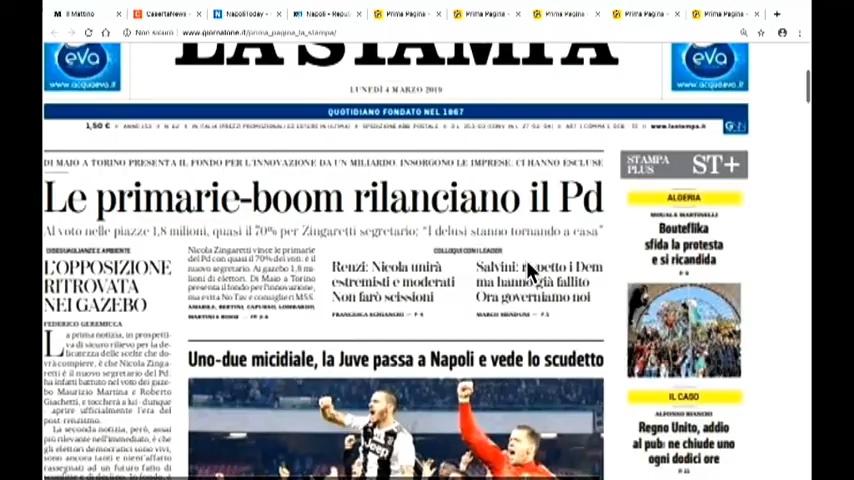 Il Mattino
CasertaNews -
NapoliToday -
Napoli - Repu
Prima Pagina -
Prima Pagina -
Prima Pagina
Prima Pagina -
Prima Pagina -
Non sicuro www.giornalone.it/prima_pagina_la_stampa/
LA STAMPA
eVa
www.acquaeva.it
LUNEDÌ 4 MARZO 2019
eVa
www.acquaeva.it
QUOTIDIANO FONDATO NEL 1867
1,50 €
www.lastampa.it
DI MAIO A TORINO PRESENTA IL FONDO PER L'INNOVAZIONE DA UN MILIARDO. INSORGONO LE IMPRESE. CI HANNO ESCLUSE
Le primarie-boom rilanciano il Pd
Al voto nelle piazze 1,8 milioni, quasi il 70% per Zingaretti segretario: "I delusi stanno tornando a casa"
DISEGUAGLIANZE E AMBIENTE
L'OPPOSIZIONE
RITROVATA
NEI GAZEBO
FEDERICO GEREMICCA
La prima notizia, in prospetti-
va di sicuro rilievo per la de-
licatezza delle scelte che do-
vrà compiere, è che Nicola Zinga-
retti è il nuovo segretario del Pd:
ha infatti battuto nel voto dei gaze-
bo Maurizio Martina e Roberto
Giachetti, e toccherà a lui dunque
aprire ufficialmente l'era del
post-renzismo.
La seconda notizia, però, assai
più rilevante nell'immediato, è che
gli elettori democratici sono vivi,
sono ancora tanti e nient'affatto
rassegnati ad un futuro fatto di
Nicola Zingaretti vince le primarie
del Pd con quasi il 70% dei voti: è il
nuovo segretario. Ai gazebo 1,8 mi-
lioni di elettori. Di Maio a Torino
presenta il fondo per l'innovazione,
ma evita No Tav e consiglieri M5S.
COLLOQUI CON I LEADER
Renzi: Nicola unirà
estremisti e moderati
Non farò scissioni
FRANCESCA SCHIANCHI — P. 4
Salvini: rispetto i Dem
ma hanno già fallito
Ora governiamo noi
P. 5
Uno-due micidiale, la Juve passa a Napoli e vede lo scudetto
Jeep
STAMPA
PLUS ST+
ALGERIA
Bouteflika
sfida la protesta
e si ricandida
IL CASO
ALFONSO BIANCHI
Regno Unito, addio
al pub: ne chiude uno
ogni dodici ore